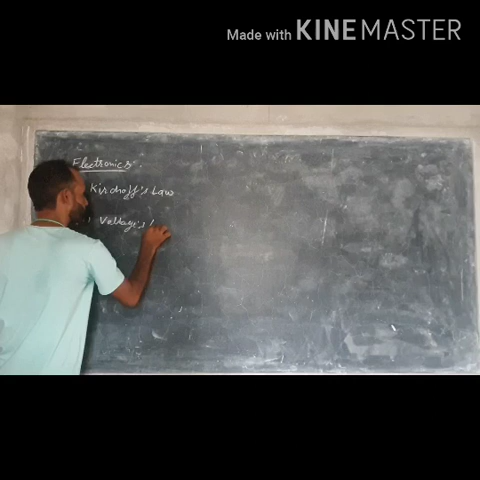 Made with KINEMASTER
Electronics.
Kirchoff's Law
Voltage's